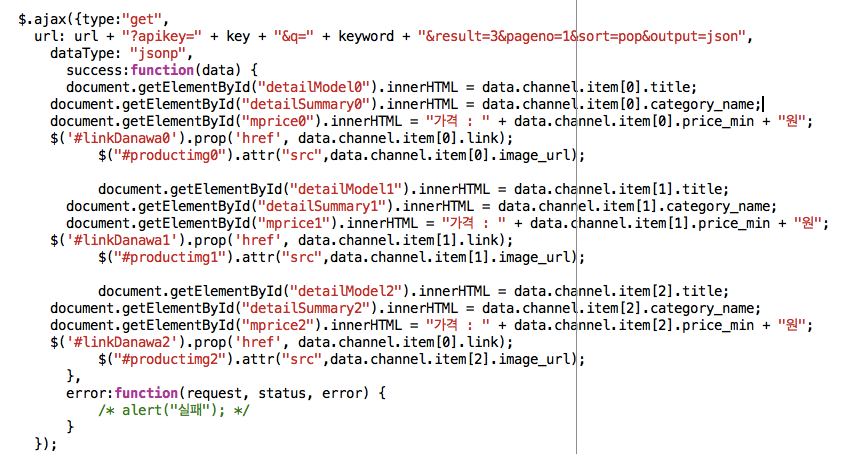 $.ajax({type:"get",
url: url + "?apikey=" + key + "&q=" + keyword + "&result=3&pageno=1&sort=pop&output=json",
dataType: "jsonp",
success:function(data) {
document.getElementById("detailModel0").innerHTML = data.channel.item[0].title;
document.getElementById("detailSummary0").innerHTML = data.channel.item[0].category_name;
document.getElementById("mprice0").innerHTML = "가격 : " + data.channel.item[0].price_min + "원";
$('#linkDanawa0').prop('href', data.channel.item[0].link);
$("#productimg0").attr("src",data.channel.item[0].image_url);
document.getElementById("detailModel1").innerHTML = data.channel.item[1].title;
document.getElementById("detailSummary1").innerHTML = data.channel.item[1].category_name;
document.getElementById("mprice1").innerHTML = "가격 : " + data.channel.item[1].price_min + "원";
$('#linkDanawa1').prop('href', data.channel.item[1].link);
$("#productimg1").attr("src",data.channel.item[1].image_url);
document.getElementById("detailModel2").innerHTML = data.channel.item[2].title;
document.getElementById("detailSummary2").innerHTML = data.channel.item[2].category_name;
document.getElementById("mprice2").innerHTML = "가격 : " + data.channel.item[2].price_min + "원";
$('#linkDanawa2').prop('href', data.channel.item[0].link);
$("#productimg2").attr("src",data.channel.item[2].image_url);
},
error:function(request, status, error) {
/* alert("실패"); */
}
});